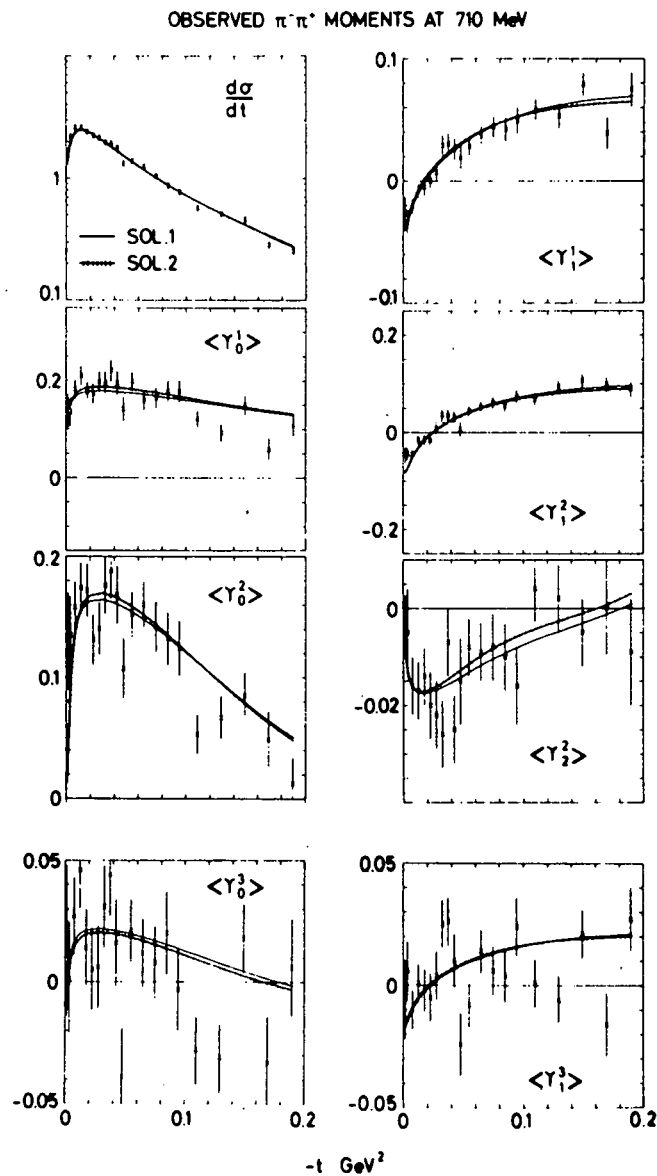 OBSERVED π⁻π⁺ MOMENTS AT 710 MeV
dσ/dt
1
0.1
SOL.1
SOL.2
0.1
0
-0.1
<Y₁¹>
<Y₀¹>
0.2
0
0.2
0
-0.2
<Y₁²>
<Y₀²>
0.2
0.1
0
0
-0.02
<Y₂²>
<Y₀³>
0.05
0
-0.05
0 0.1 0.2
0.05
0
-0.05
<Y₁³>
0 0.1 0.2
-t GeV²